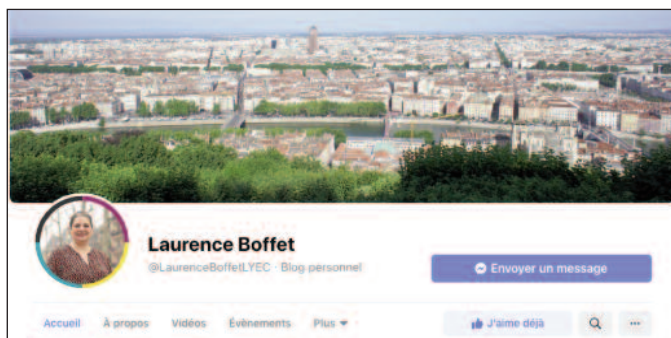 Laurence Boffet
@LaurenceBoffetLYEC · Blog personnel
Envoyer un message
Accueil À propos Vidéos Évènements Plus
J'aime déjà